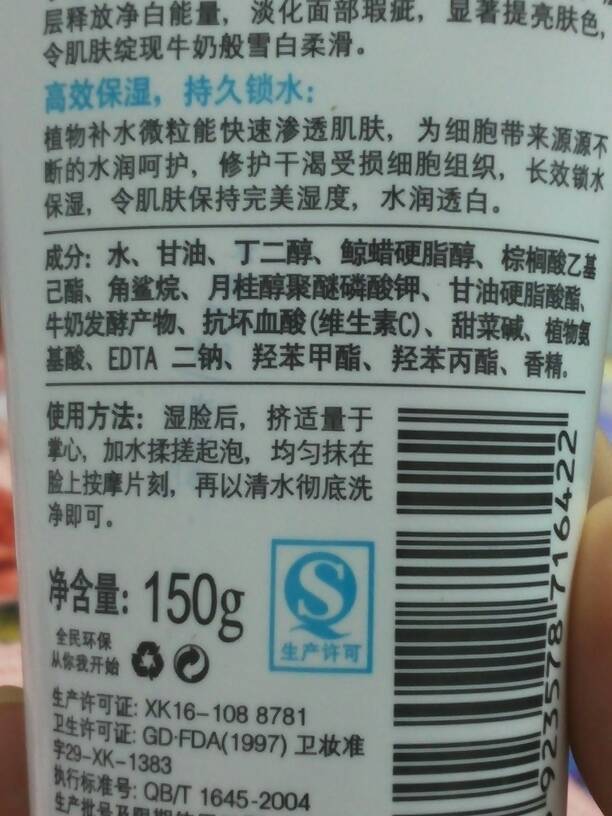 层释放净白能量，淡化面部瑕疵，显著提亮肤色，
令肌肤绽现牛奶般雪白柔滑。
高效保湿，持久锁水：
植物补水微粒能快速渗透肌肤，为细胞带来源源不
断的水润呵护，修护干渴受损细胞组织，长效锁水
保湿，令肌肤保持完美湿度，水润透白。
成分：水、甘油、丁二醇、鲸蜡硬脂醇、棕榈酸乙基
己酯、角鲨烷、月桂醇聚醚磷酸钾、甘油硬脂酸酯、
牛奶发酵产物、抗坏血酸(维生素C)、甜菜碱、植物氨
基酸、EDTA 二钠、羟苯甲酯、羟苯丙酯、香精。
使用方法：湿脸后，挤适量于
掌心，加水揉搓起泡，均匀抹在
脸上按摩片刻，再以清水彻底洗
净即可。
净含量：150g
全民环保
从你我开始
生产许可
生产许可证：XK16-108 8781
卫生许可证：GD·FDA(1997) 卫妆准
字29-XK-1383
执行标准号：QB/T 1645-2004
生产批号及限期使用
923578716422